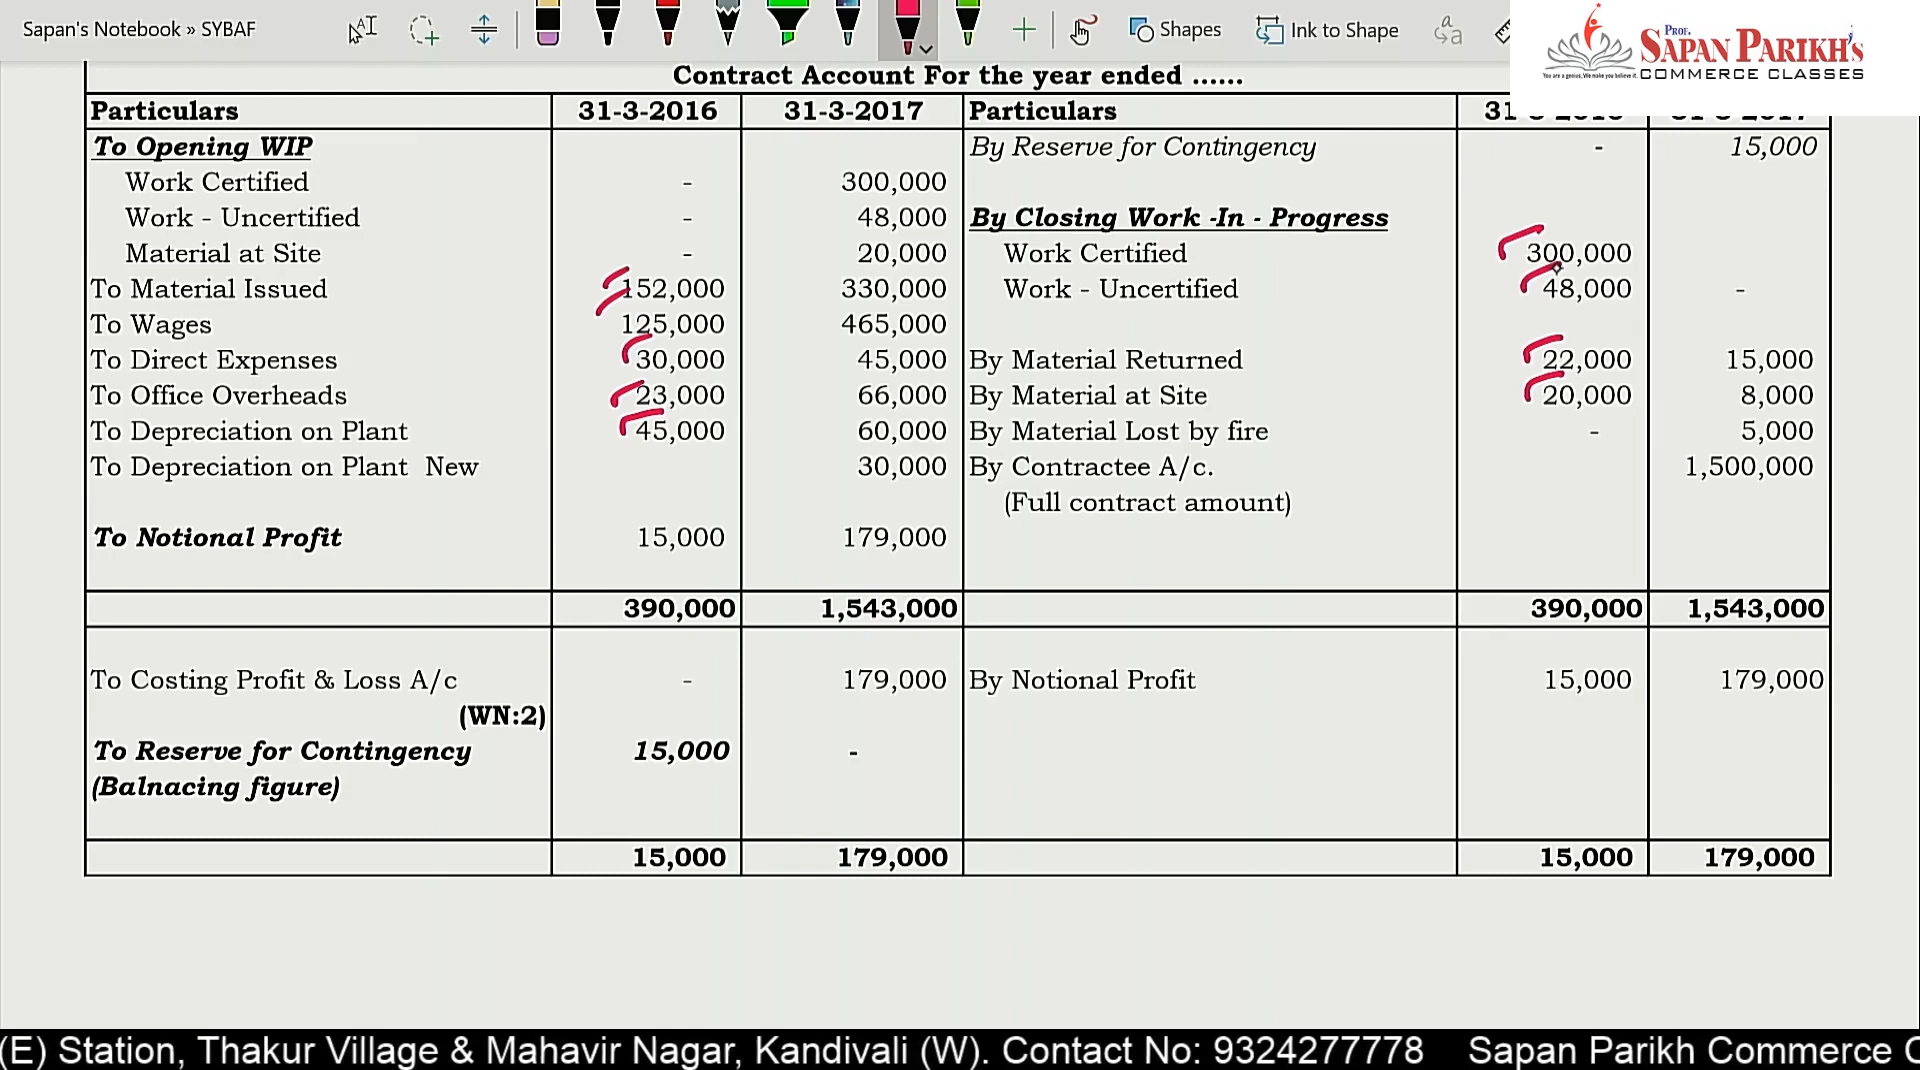 Sapan's Notebook » SYBAF
Shapes
Ink to Shape
PROF. SAPAN PARIKH'S
You are a genius, We make you believe it.
COMMERCE CLASSES
Contract Account For the year ended ......
Particulars 31-3-2016 31-3-2017 Particulars
To Opening WIP By Reserve for Contingency - 15,000
Work Certified - 300,000
Work - Uncertified - 48,000 By Closing Work -In - Progress
Material at Site - 20,000 Work Certified 300,000
To Material Issued 152,000 330,000 Work - Uncertified 48,000 -
To Wages 125,000 465,000
To Direct Expenses 30,000 45,000 By Material Returned 22,000 15,000
To Office Overheads 23,000 66,000 By Material at Site 20,000 8,000
To Depreciation on Plant 45,000 60,000 By Material Lost by fire - 5,000
To Depreciation on Plant New 30,000 By Contractee A/c. 1,500,000
(Full contract amount)
To Notional Profit 15,000 179,000
390,000 1,543,000 390,000 1,543,000
To Costing Profit & Loss A/c - 179,000 By Notional Profit 15,000 179,000
(WN:2)
To Reserve for Contingency 15,000 -
(Balnacing figure)
15,000 179,000 15,000 179,000
(E) Station, Thakur Village & Mahavir Nagar, Kandivali (W). Contact No: 9324277778 Sapan Parikh Commerce C